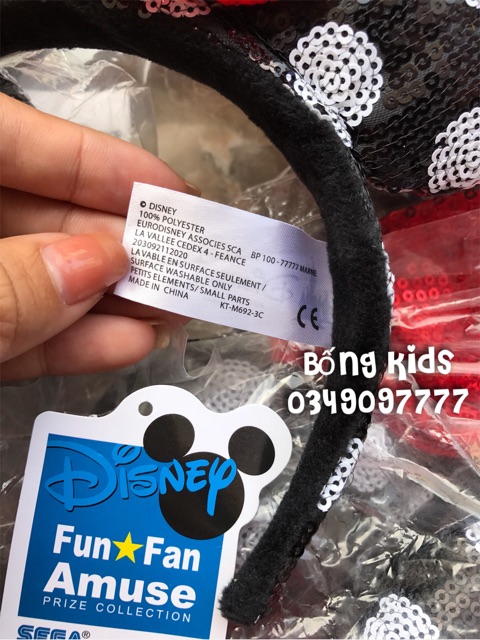 © DISNEY
100% POLYESTER
EURODISNEY ASSOCIES SCA BP 100 - 77777 MARNE
LA VALLEE CEDEX 4 - FEANCE
203092112020
LAVABLE EN SURFACE SEULEMENT /
SURFACE WASHABLE ONLY
PETITS ELEMENTS/ SMALL PARTS
MADE IN CHINA KT-M692-3C
CE
Bống Kids
0349097777
Disney
Fun★Fan
Amuse
PRIZE COLLECTION
SEGA®